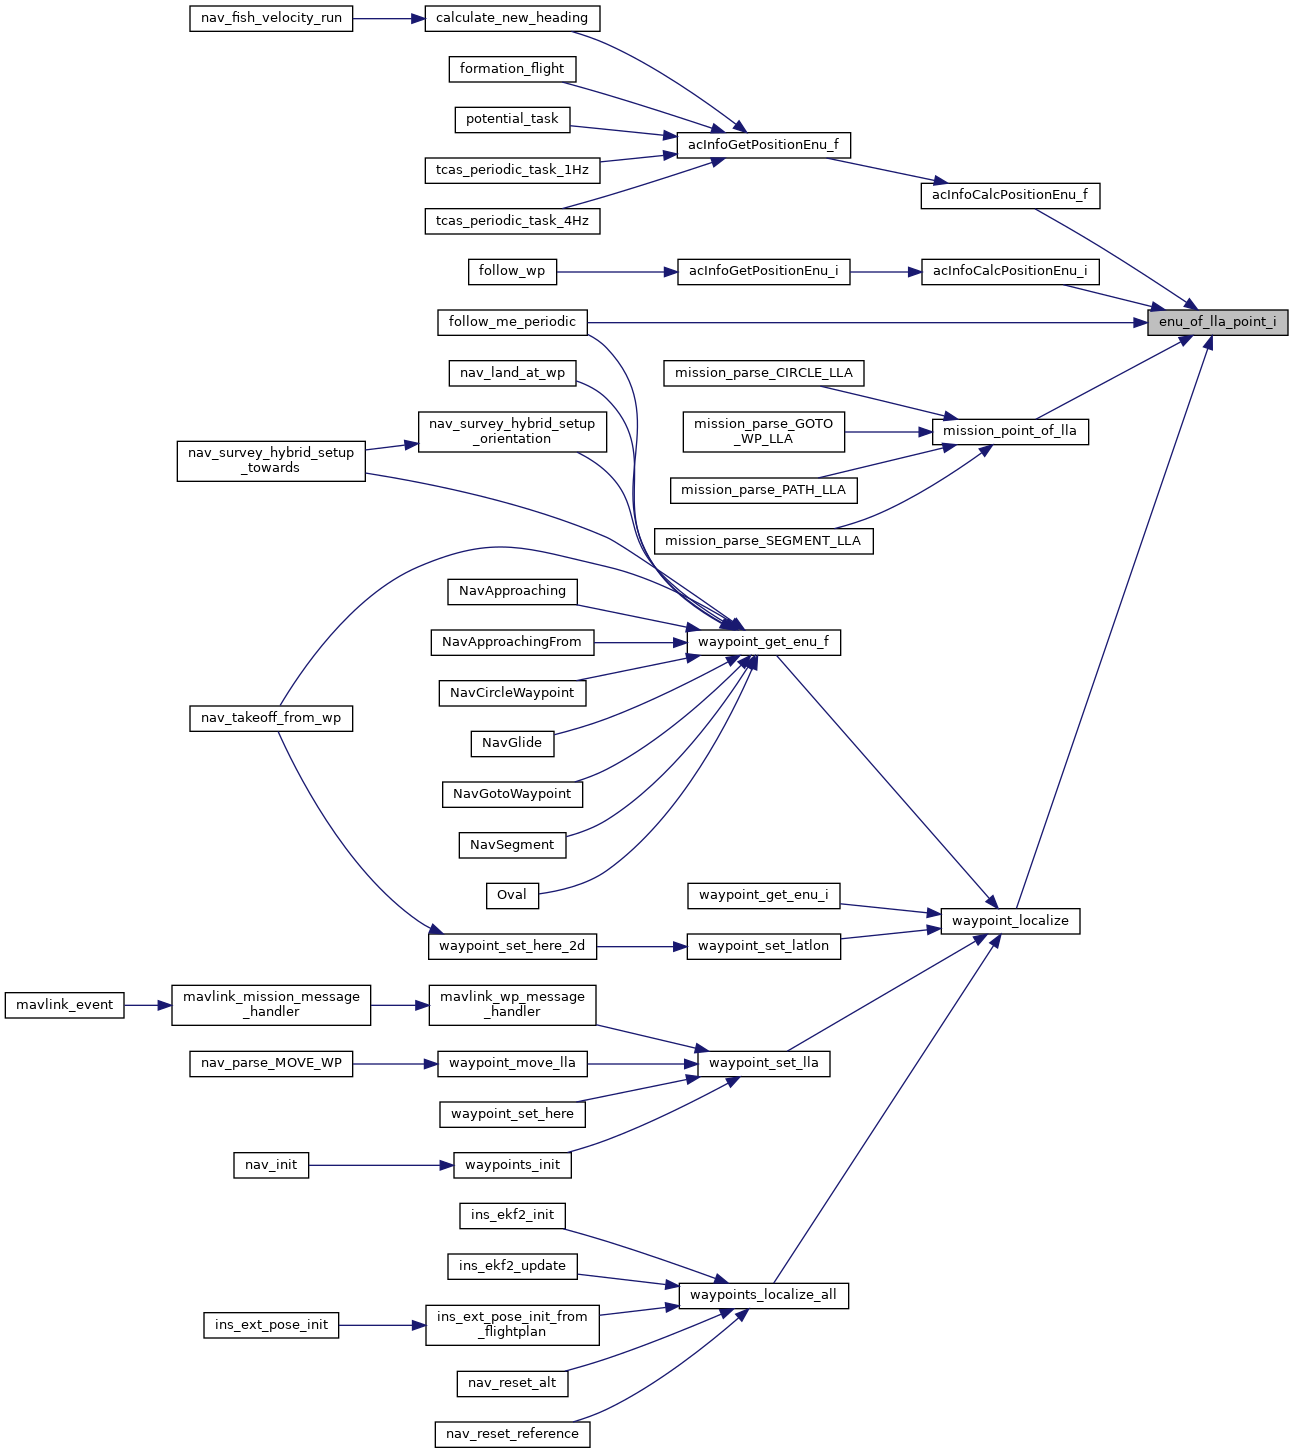 nav_fish_velocity_run
calculate_new_heading
formation_flight
potential_task
acInfoGetPositionEnu_f
tcas_periodic_task_1Hz
acInfoCalcPositionEnu_f
tcas_periodic_task_4Hz
follow_wp
acInfoGetPositionEnu_i
acInfoCalcPositionEnu_i
follow_me_periodic
enu_of_lla_point_i
nav_land_at_wp
mission_parse_CIRCLE_LLA
nav_survey_hybrid_setup
_orientation
mission_parse_GOTO
_WP_LLA
mission_point_of_lla
nav_survey_hybrid_setup
_towards
mission_parse_PATH_LLA
mission_parse_SEGMENT_LLA
NavApproaching
NavApproachingFrom
waypoint_get_enu_f
NavCircleWaypoint
nav_takeoff_from_wp
NavGlide
NavGotoWaypoint
NavSegment
Oval
waypoint_get_enu_i
waypoint_localize
waypoint_set_here_2d
waypoint_set_latlon
mavlink_event
mavlink_mission_message
_handler
mavlink_wp_message
_handler
nav_parse_MOVE_WP
waypoint_move_lla
waypoint_set_lla
waypoint_set_here
nav_init
waypoints_init
ins_ekf2_init
ins_ekf2_update
waypoints_localize_all
ins_ext_pose_init
ins_ext_pose_init_from
_flightplan
nav_reset_alt
nav_reset_reference